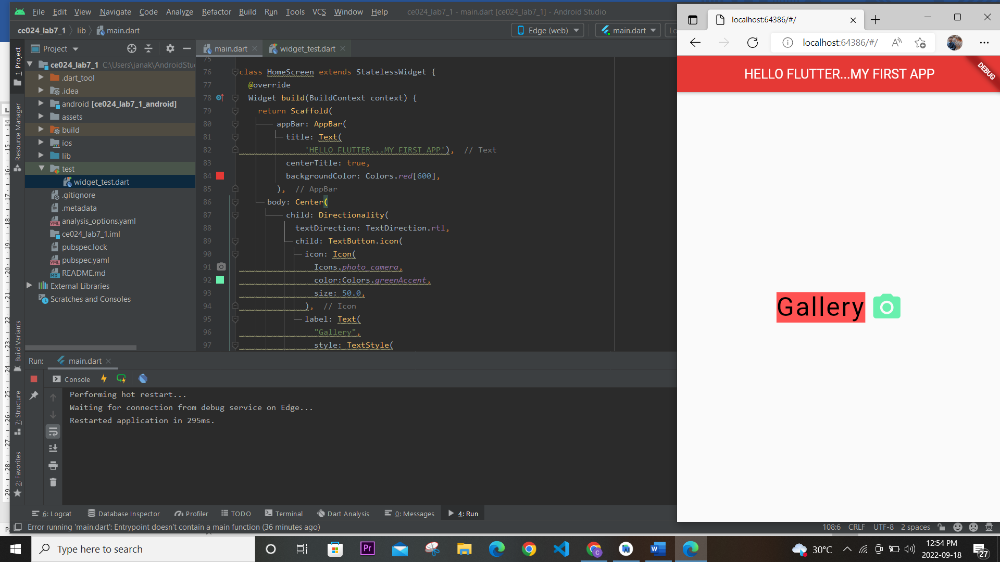 File Edit View Navigate Code Analyze Refactor Build Run Tools VCS Window Help ce024_lab7_1 - main.dart [ce024_lab7_1] - Android Studio
ce024_lab7_1 lib main.dart Edge (web) main.dart
Project main.dart widget_test.dart
1: Project
Resource Manager
Build Variants
7: Structure
2: Favorites
ce024_lab7_1 C:\Users\janak\AndroidStu
.dart_tool
.idea
android [ce024_lab7_1_android]
assets
build
ios
lib
test
widget_test.dart
.gitignore
.metadata
analysis_options.yaml
ce024_lab7_1.iml
pubspec.lock
pubspec.yaml
README.md
External Libraries
Scratches and Consoles
75
76 class HomeScreen extends StatelessWidget {
77 @override
78 Widget build(BuildContext context) {
79 return Scaffold(
80 appBar: AppBar(
81 title: Text(
82 'HELLO FLUTTER...MY FIRST APP'), // Text
83 centerTitle: true,
84 backgroundColor: Colors.red[600],
85 ), // AppBar
86 body: Center(
87 child: Directionality(
88 textDirection: TextDirection.rtl,
89 child: TextButton.icon(
90 icon: Icon(
91 Icons.photo_camera,
92 color:Colors.greenAccent,
93 size: 50.0,
94 ), // Icon
95 label: Text(
96 "Gallery",
97 style: TextStyle(
Run: main.dart
Console
Performing hot restart...
Waiting for connection from debug service on Edge...
Restarted application in 295ms.
6: Logcat Database Inspector Profiler TODO Terminal Dart Analysis 0: Messages 4: Run
Error running 'main.dart': Entrypoint doesn't contain a main function (36 minutes ago) 108:6 CRLF UTF-8 2 spaces
localhost:64386/#/
localhost:64386/#/
HELLO FLUTTER...MY FIRST APP
DEBUG
Gallery
Type here to search
Pr
30°C
12:54 PM
2022-09-18
27